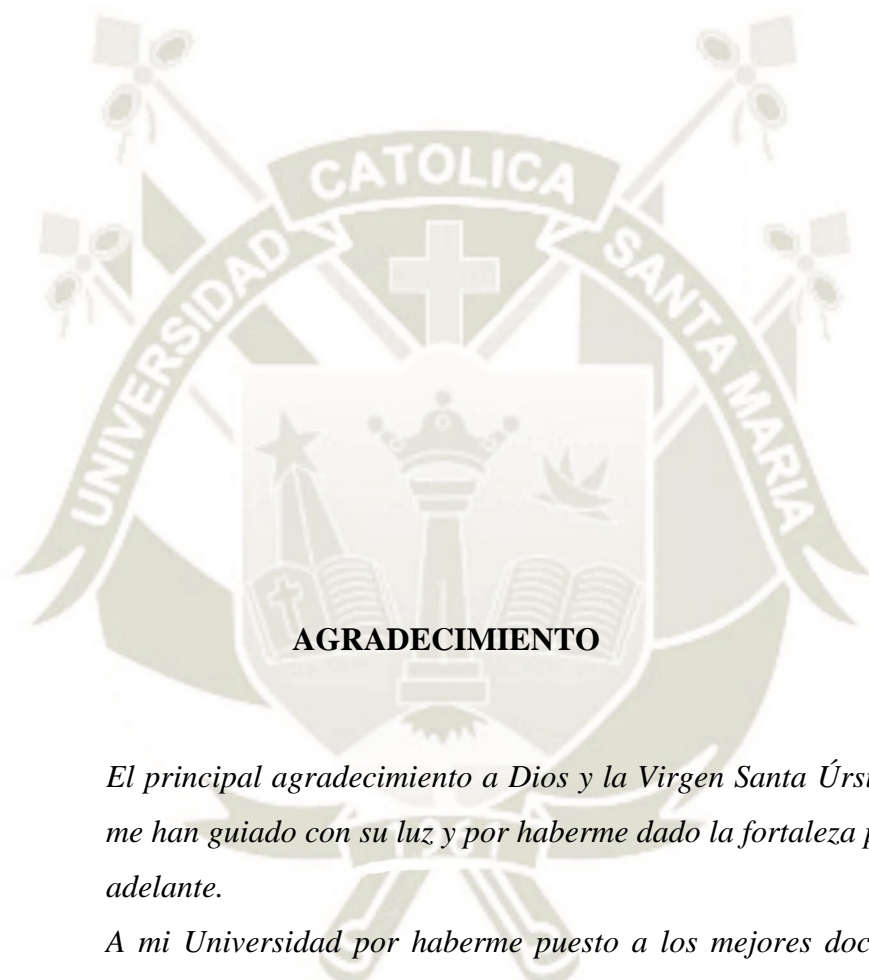 UNIVERSIDAD CATOLICA SANTA MARIA
AGRADECIMIENTO
El principal agradecimiento a Dios y la Virgen Santa
me han guiado con su luz y por haberme dado la fortaleza
adelante.
A mi Universidad por haberme puesto a los mejores